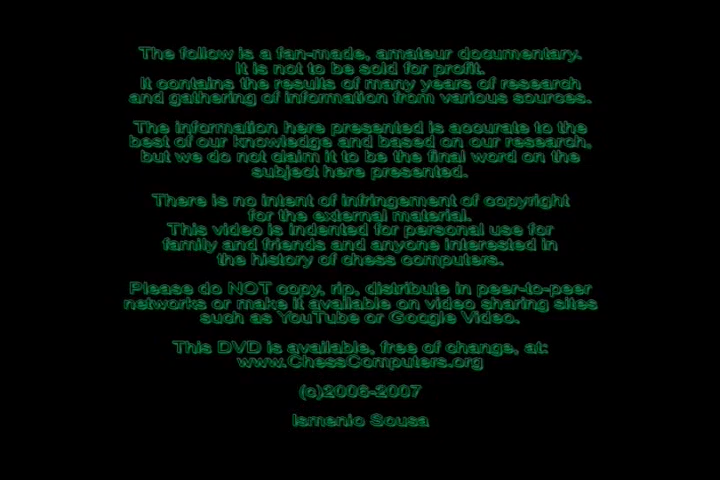 The follow is a fan-made, amateur documentary.
It is not to be sold for profit.
It contains the results of many years of research
and gathering of information from various sources.
The information here presented is accurate to the
best of our knowledge and based on our research,
but we do not claim it to be the final word on the
subject here presented.
There is no intent of infringement of copyright
for the external material.
This video is indented for personal use for
family and friends and anyone interested in
the history of chess computers.
Please do NOT copy, rip, distribute in peer-to-peer
networks or make it available on video sharing sites
such as YouTube or Google Video.
This DVD is available, free of change, at:
www.ChessComputers.org
(c)2006-2007
Ismenio Sousa